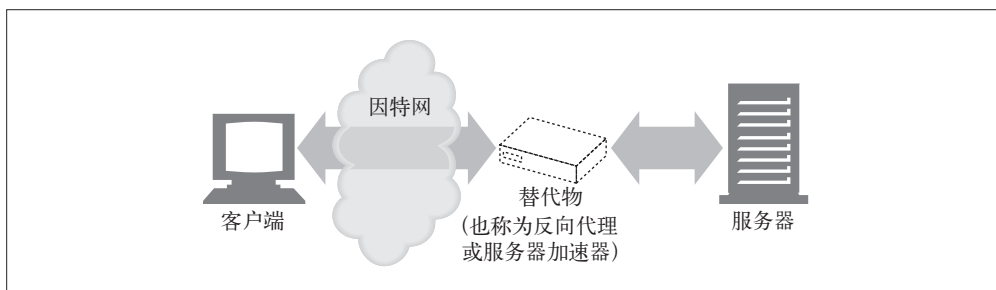 因特网
客户端
替代物
(也称为反向代理
或服务器加速器)
服务器